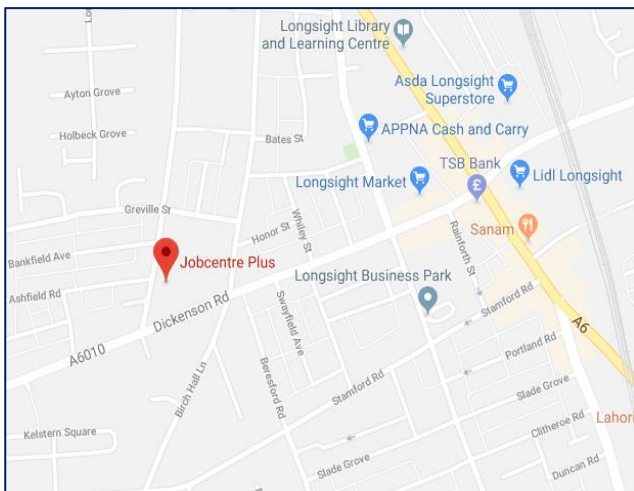 Longsight Library
and Learning Centre
Asda Longsight
Superstore
Ayton Grove
Holbeck Grove
Bates St
APPNA Cash and Carry
TSB Bank
Longsight Market
Lidl Longsight
£
Greville St
Honor St
Whitey St
Sanam
Bankfield Ave
Jobcentre Plus
Rainforth St
Ashfield Rd
Longsight Business Park
Dickenson Rd
Swayfield Ave
Stamford Rd
A6
A6010
Birch Hall Ln
Beresford Rd
Portland Rd
Stamford Rd
Slade Grove
Lahori
Kelstern Square
Clitheroe Rd
Slade Grove
Duncan Rd